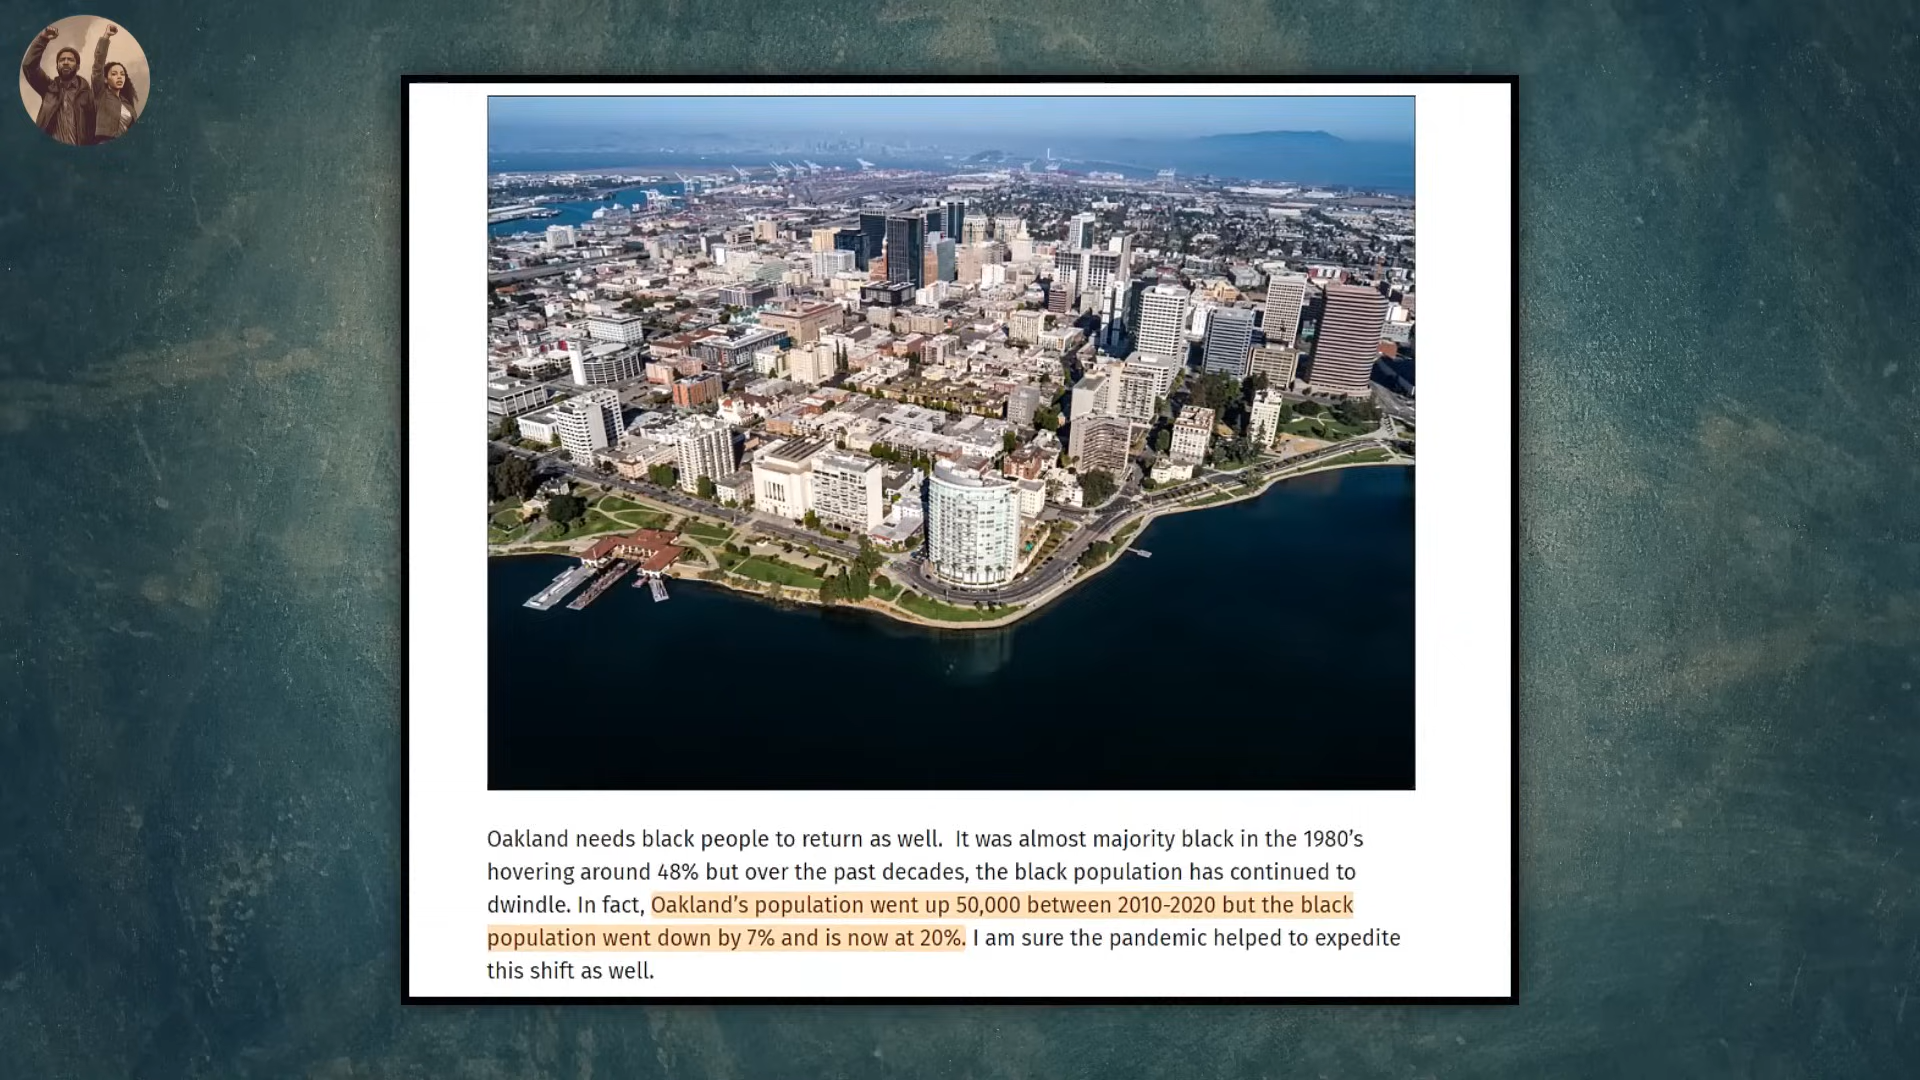 Oakland needs black people to return as well.  It was almost majority black in the 1980’s
hovering around 48% but over the past decades, the black population has continued to
dwindle. In fact, Oakland’s population went up 50,000 between 2010-2020 but the black
population went down by 7% and is now at 20%. I am sure the pandemic helped to expedite
this shift as well.